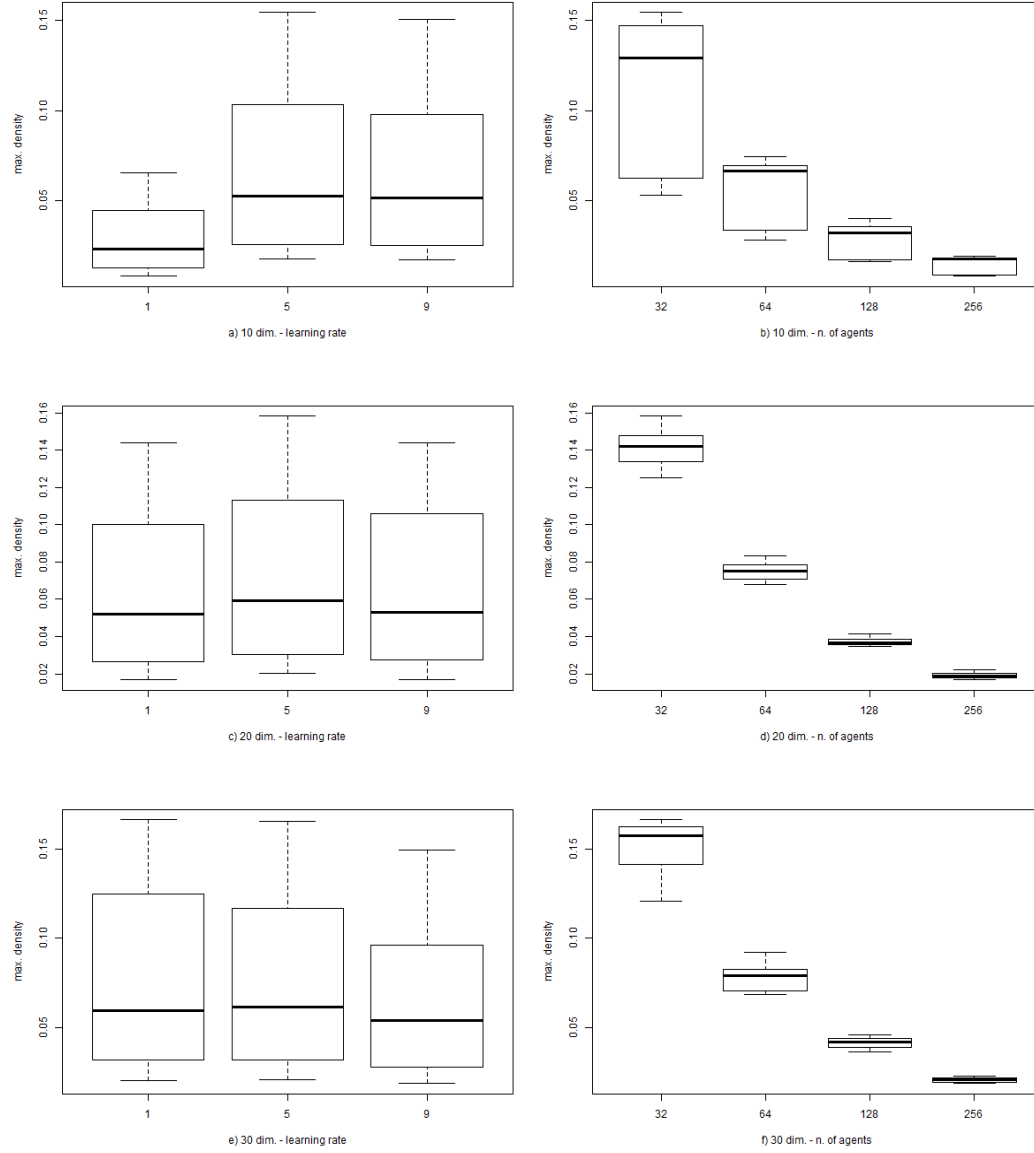 max. density
0.15
0.10
0.05
1 5 9
a) 10 dim. - learning rate
max. density
0.15
0.10
0.05
32 64 128 256
b) 10 dim. - n. of agents
max. density
0.16
0.14
0.12
0.10
0.08
0.06
0.04
0.02
1 5 9
c) 20 dim. - learning rate
max. density
0.16
0.14
0.12
0.10
0.08
0.06
0.04
0.02
32 64 128 256
d) 20 dim. - n. of agents
max. density
0.15
0.10
0.05
1 5 9
e) 30 dim. - learning rate
max. density
0.15
0.10
0.05
32 64 128 256
f) 30 dim. - n. of agents